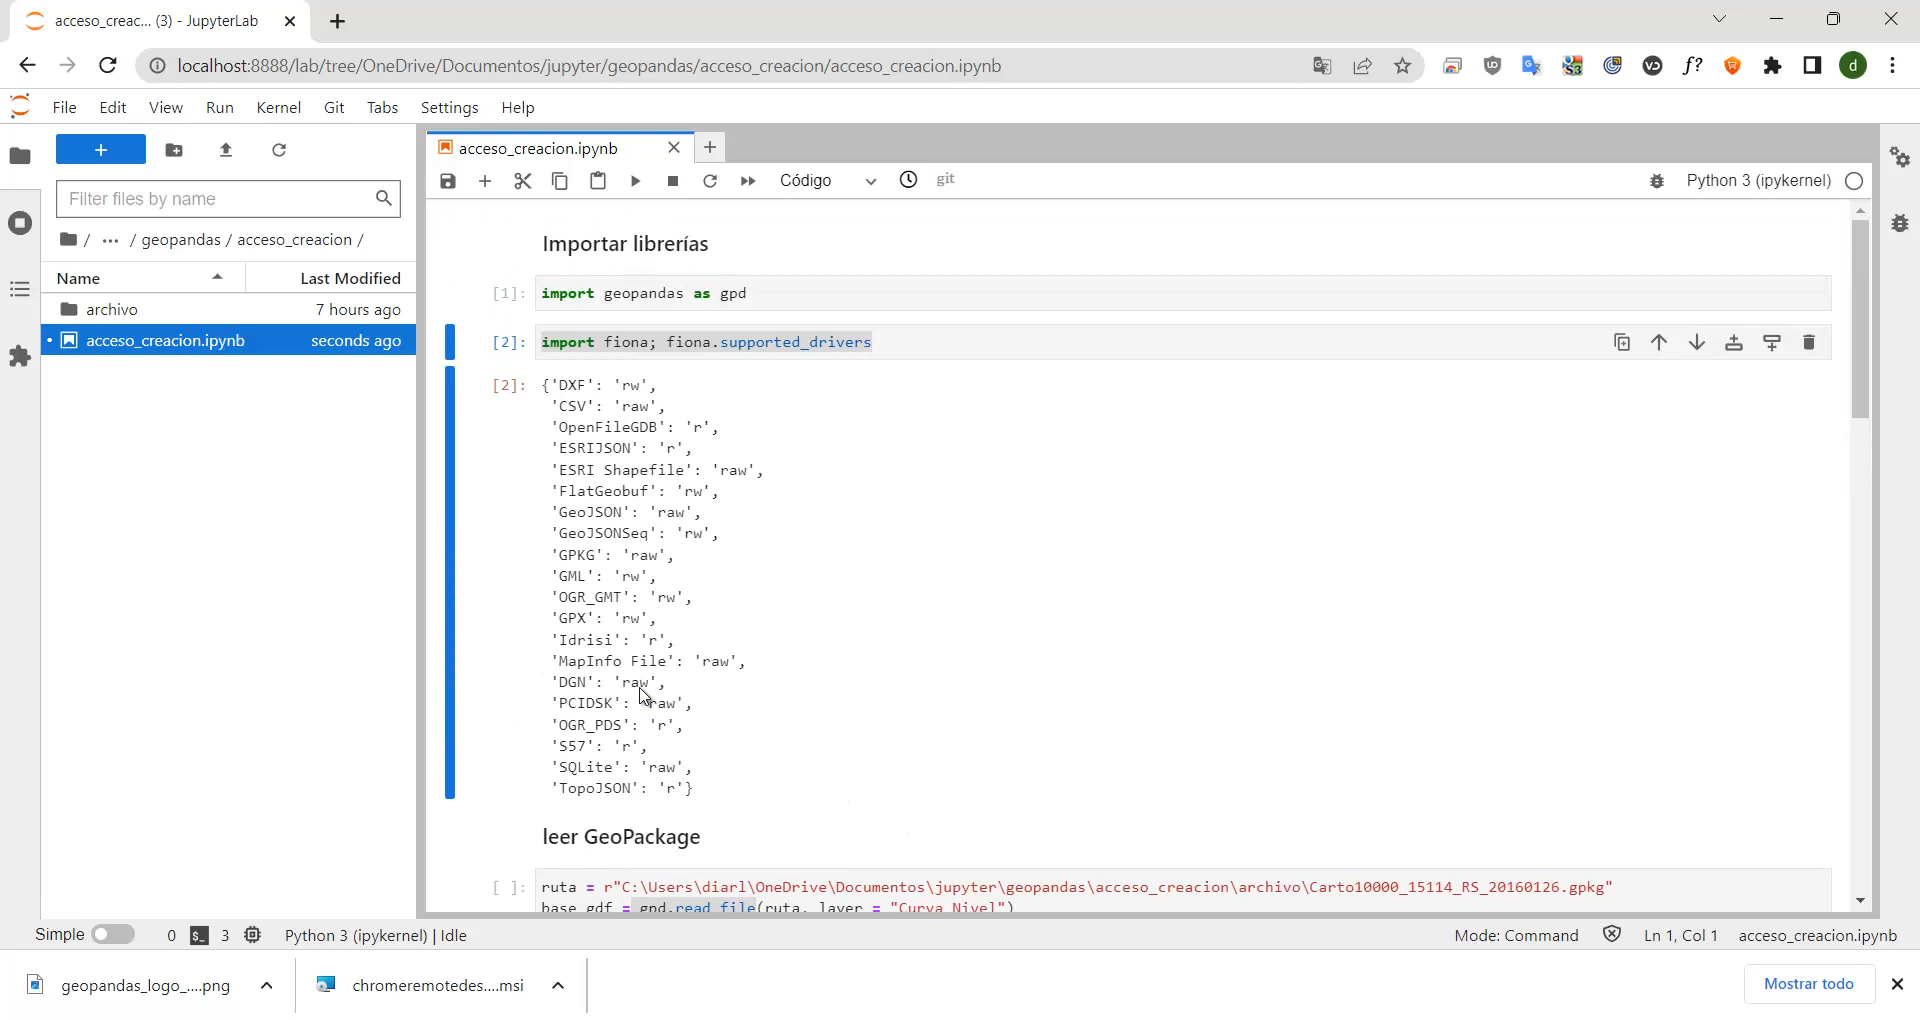 acceso_creac... (3) - JupyterLab
localhost:8888/lab/tree/OneDrive/Documentos/jupyter/geopandas/acceso_creacion/acceso_creacion.ipynb
f?
d
File Edit View Run Kernel Git Tabs Settings Help
acceso_creacion.ipynb
Código
git
Python 3 (ipykernel)
Filter files by name
/ ··· / geopandas / acceso_creacion /
Name Last Modified
archivo 7 hours ago
acceso_creacion.ipynb seconds ago
Importar librerías
[1]: import geopandas as gpd
[2]: import fiona; fiona.supported_drivers
[2]: {'DXF': 'rw',
'CSV': 'raw',
'OpenFileGDB': 'r',
'ESRIJSON': 'r',
'ESRI Shapefile': 'raw',
'FlatGeobuf': 'rw',
'GeoJSON': 'raw',
'GeoJSONSeq': 'rw',
'GPKG': 'raw',
'GML': 'rw',
'OGR_GMT': 'rw',
'GPX': 'rw',
'Idrisi': 'r',
'MapInfo File': 'raw',
'DGN': 'raw',
'PCIDSK': 'raw',
'OGR_PDS': 'r',
'S57': 'r',
'SQLite': 'raw',
'TopoJSON': 'r'}
leer GeoPackage
[ ]: ruta = r"C:\Users\diarl\OneDrive\Documentos\jupyter\geopandas\acceso_creacion\archivo\Carto10000_15114_RS_20160126.gpkg"
base_gdf = gpd.read_file(ruta, layer = "Curva_Nivel")
Simple 0 3 Python 3 (ipykernel) | Idle Mode: Command Ln 1, Col 1 acceso_creacion.ipynb
geopandas_logo_....png chromeremotedes....msi Mostrar todo